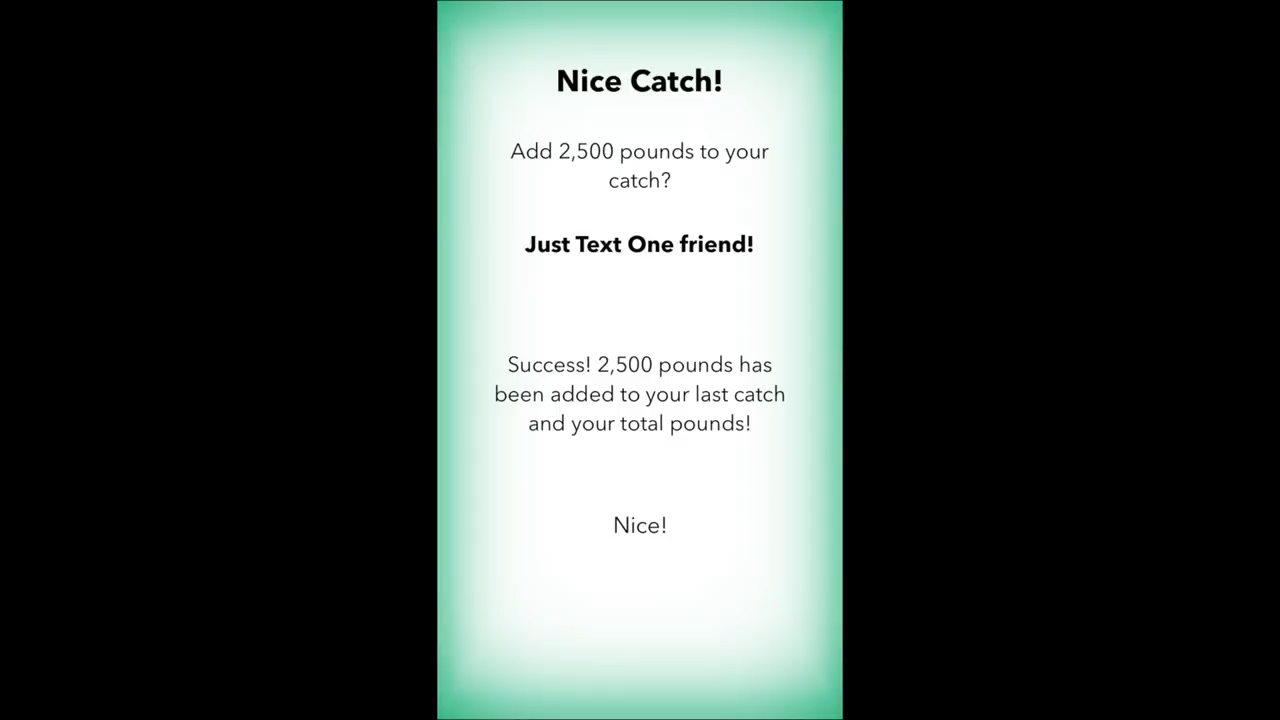 Nice Catch!
Add 2,500 pounds to your
catch?
Just Text One friend!
Success! 2,500 pounds has
been added to your last catch
and your total pounds!
Nice!